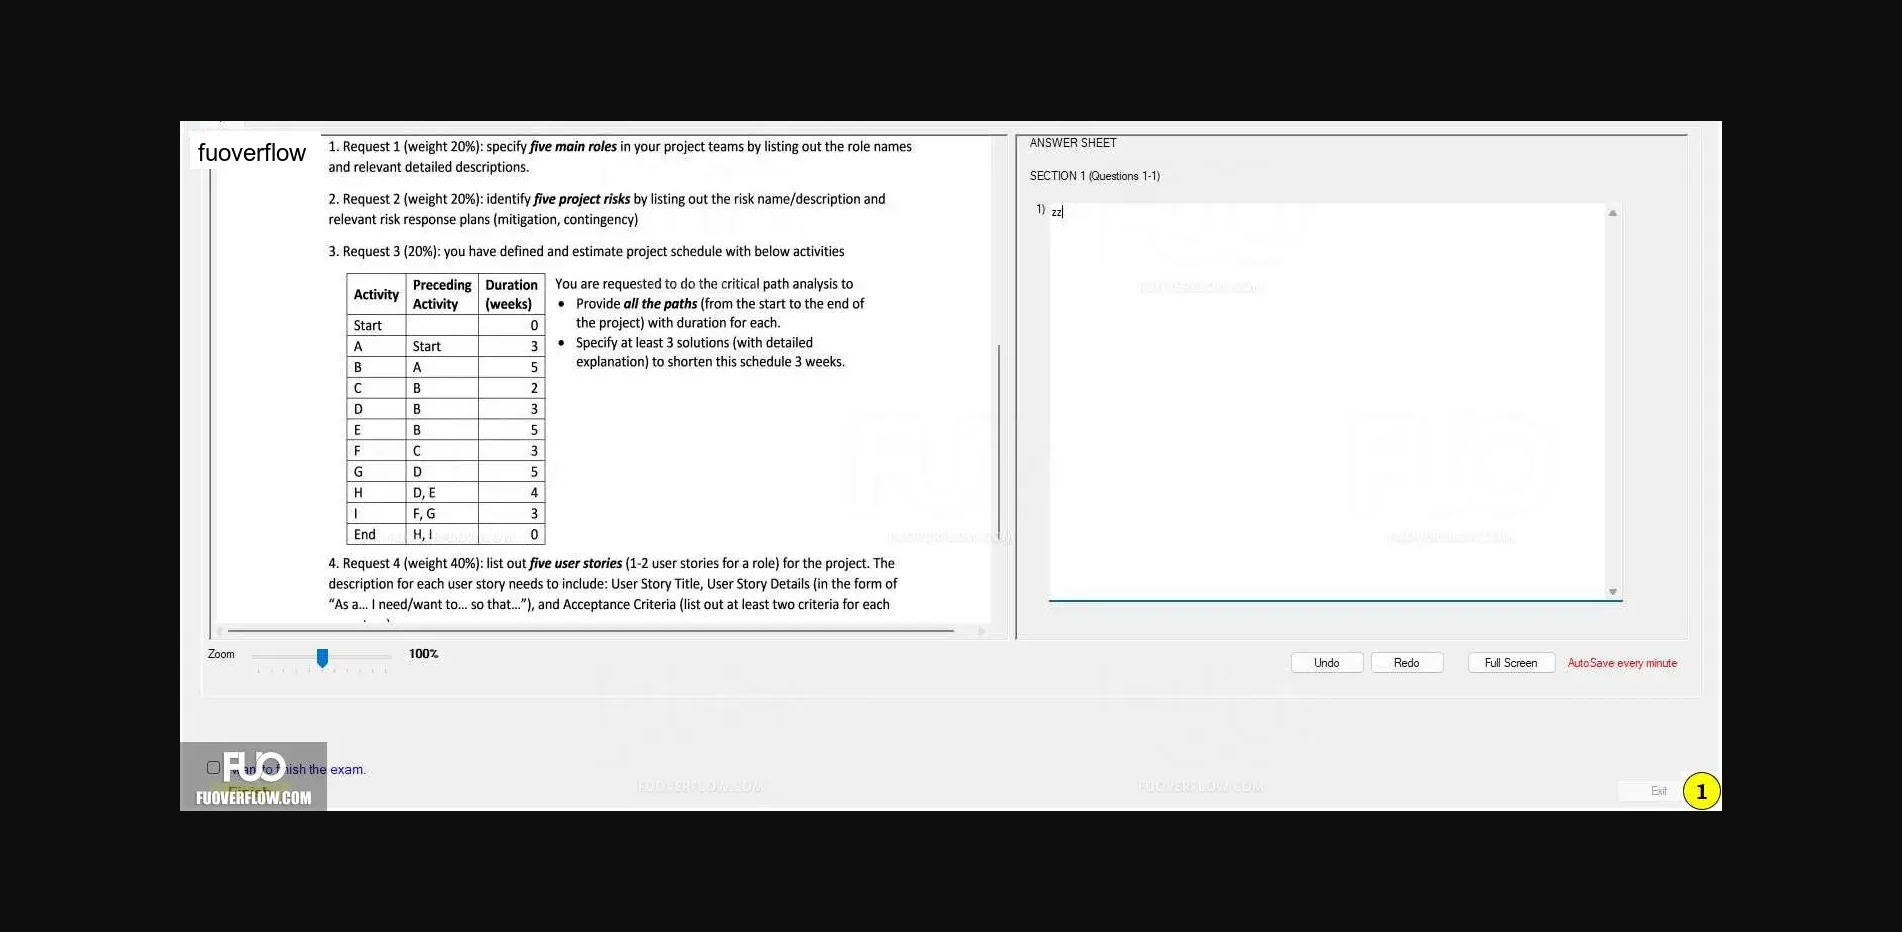 fuoverflow
1. Request 1 (weight 20%): specify five main roles in your project teams by listing out the role names
and relevant detailed descriptions.
2. Request 2 (weight 20%): identify five project risks by listing out the risk name/description and
relevant risk response plans (mitigation, contingency)
3. Request 3 (20%): you have defined and estimate project schedule with below activities
Activity Preceding Activity Duration (weeks)
Start 0
A Start 3
B A 5
C B 2
D B 3
E B 5
F C 3
G D 5
H D, E 4
I F, G 3
End H, I 0
You are requested to do the critical path analysis to
• Provide all the paths (from the start to the end of
the project) with duration for each.
• Specify at least 3 solutions (with detailed
explanation) to shorten this schedule 3 weeks.
4. Request 4 (weight 40%): list out five user stories (1-2 user stories for a role) for the project. The
description for each user story needs to include: User Story Title, User Story Details (in the form of
“As a... I need/want to... so that...”), and Acceptance Criteria (list out at least two criteria for each
ANSWER SHEET
SECTION 1 (Questions 1-1)
1) zz
Zoom 100%
Undo Redo Full Screen AutoSave every minute
the exam.
FUO
FUOVERFLOW.COM
FUOVERFLOW.COM
FUOVERFLOW.COM
Exit 1